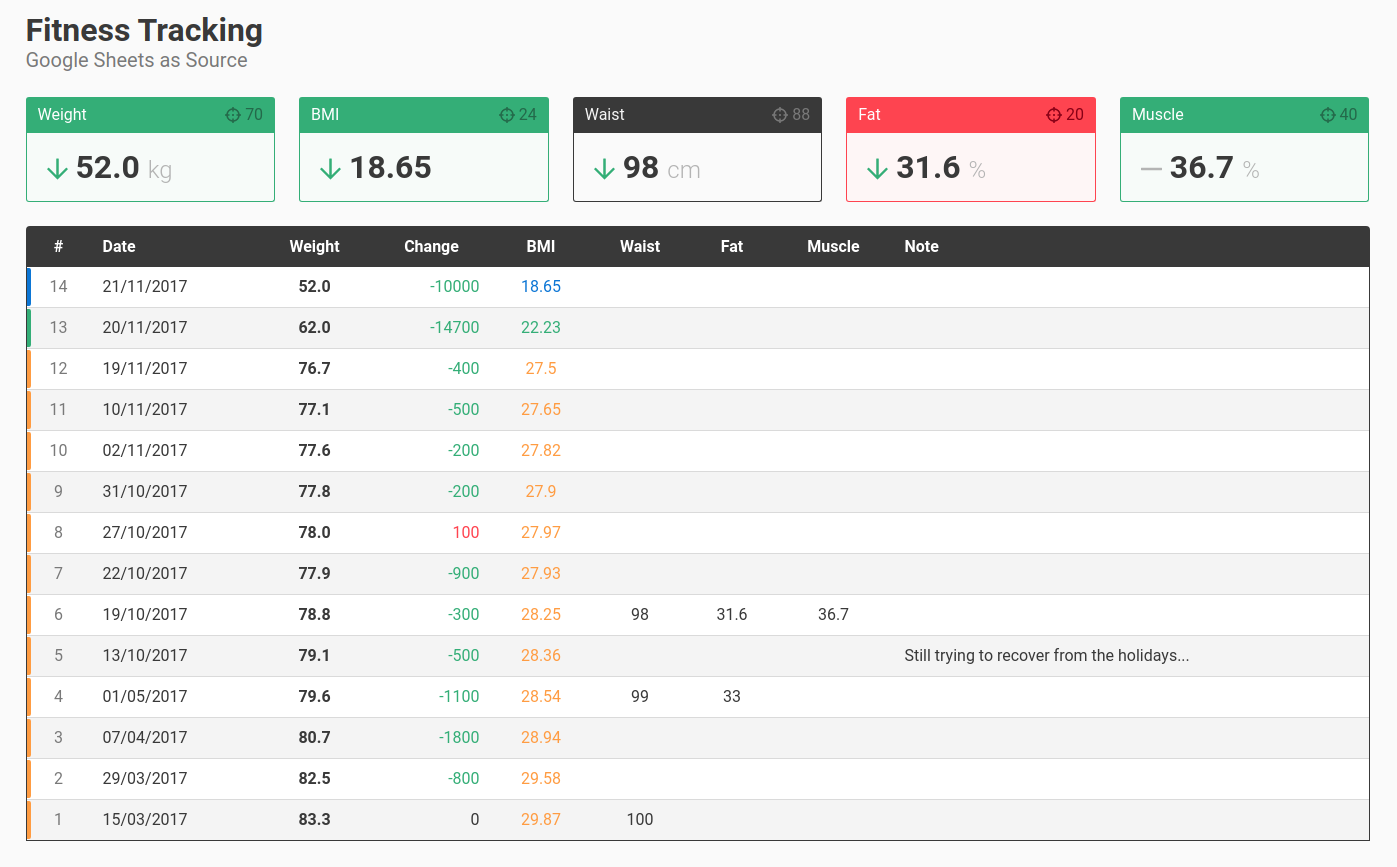 Fitness Tracking
Google Sheets as Source
Weight 70 BMI 24 Waist 88 Fat 20 Muscle 40
52.0 kg 18.65 98 cm 31.6 % 36.7 %
# Date Weight Change BMI Waist Fat Muscle Note
14 21/11/2017 52.0 -10000 18.65
13 20/11/2017 62.0 -14700 22.23
12 19/11/2017 76.7 -400 27.5
11 10/11/2017 77.1 -500 27.65
10 02/11/2017 77.6 -200 27.82
9 31/10/2017 77.8 -200 27.9
8 27/10/2017 78.0 100 27.97
7 22/10/2017 77.9 -900 27.93
6 19/10/2017 78.8 -300 28.25 98 31.6 36.7
5 13/10/2017 79.1 -500 28.36 Still trying to recover from the holidays...
4 01/05/2017 79.6 -1100 28.54 99 33
3 07/04/2017 80.7 -1800 28.94
2 29/03/2017 82.5 -800 29.58
1 15/03/2017 83.3 0 29.87 100